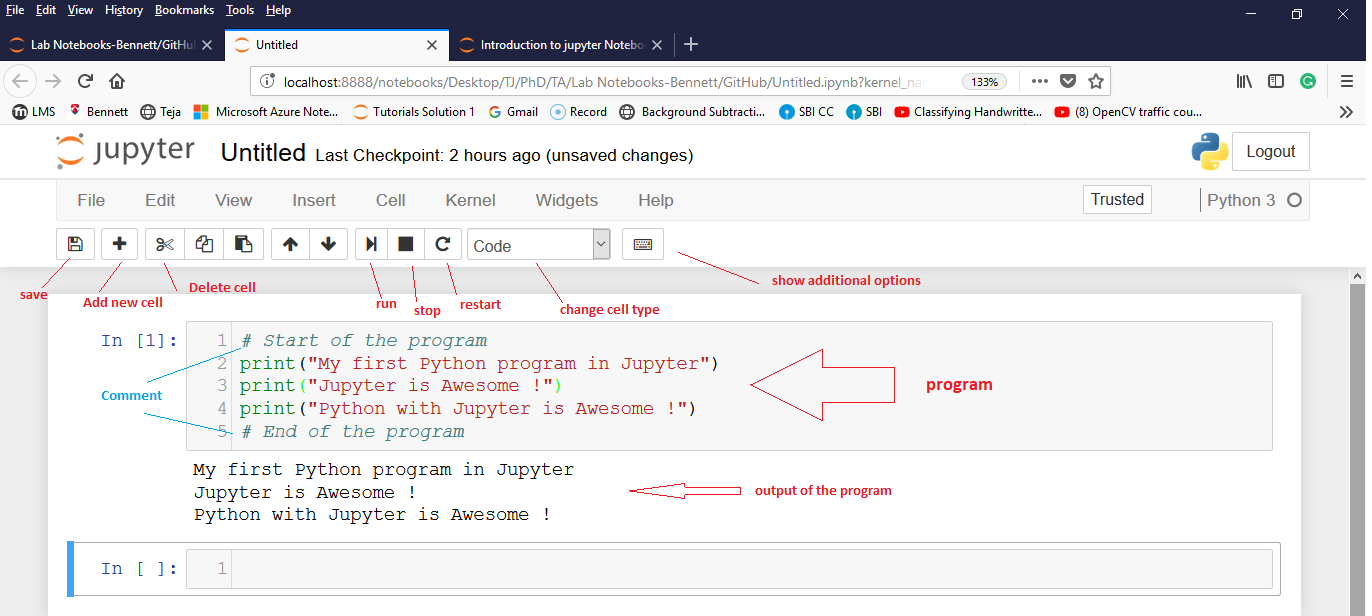 File Edit View History Bookmarks Tools Help
Lab Notebooks-Bennett/GitHu Untitled Introduction to jupyter Notebo
localhost:8888/notebooks/Desktop/TJ/PhD/TA/Lab Notebooks-Bennett/GitHub/Untitled.ipynb?kernel_na 133%
LMS Bennett Teja Microsoft Azure Note... Tutorials Solution 1 Gmail Record Background Subtracti... SBI CC SBI Classifying Handwritte... (8) OpenCV traffic cou...
jupyter Untitled Last Checkpoint: 2 hours ago (unsaved changes) Logout
File Edit View Insert Cell Kernel Widgets Help Trusted Python 3
Code
save Add new cell Delete cell run stop restart change cell type show additional options
In [1]: 1 # Start of the program
2 print("My first Python program in Jupyter")
3 print("Jupyter is Awesome !")
4 print("Python with Jupyter is Awesome !")
5 # End of the program
Comment
program
My first Python program in Jupyter
Jupyter is Awesome !
Python with Jupyter is Awesome !
output of the program
In [ ]: 1